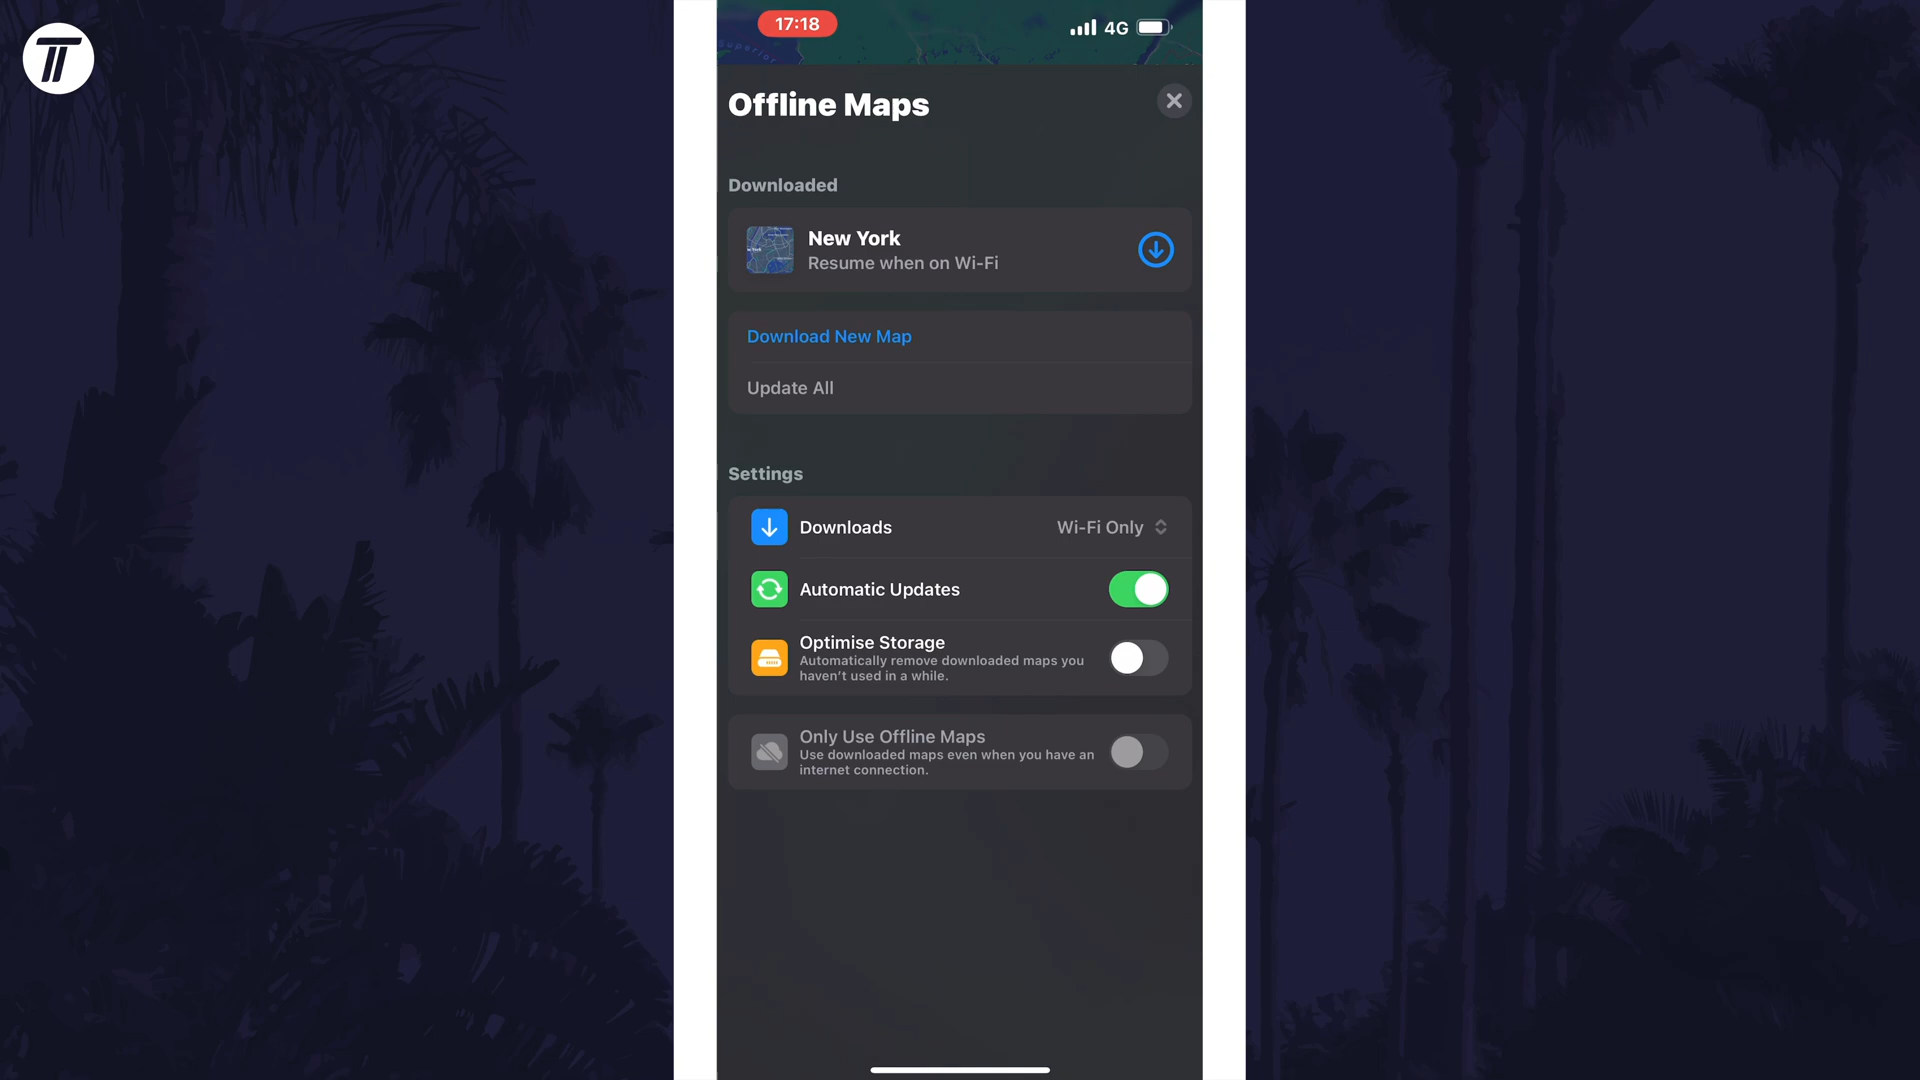 17:18
4G
Offline Maps
Downloaded
New York
Resume when on Wi-Fi
Download New Map
Update All
Settings
Downloads
Wi-Fi Only
Automatic Updates
Optimise Storage
Automatically remove downloaded maps you
haven't used in a while.
Only Use Offline Maps
Use downloaded maps even when you have an
internet connection.